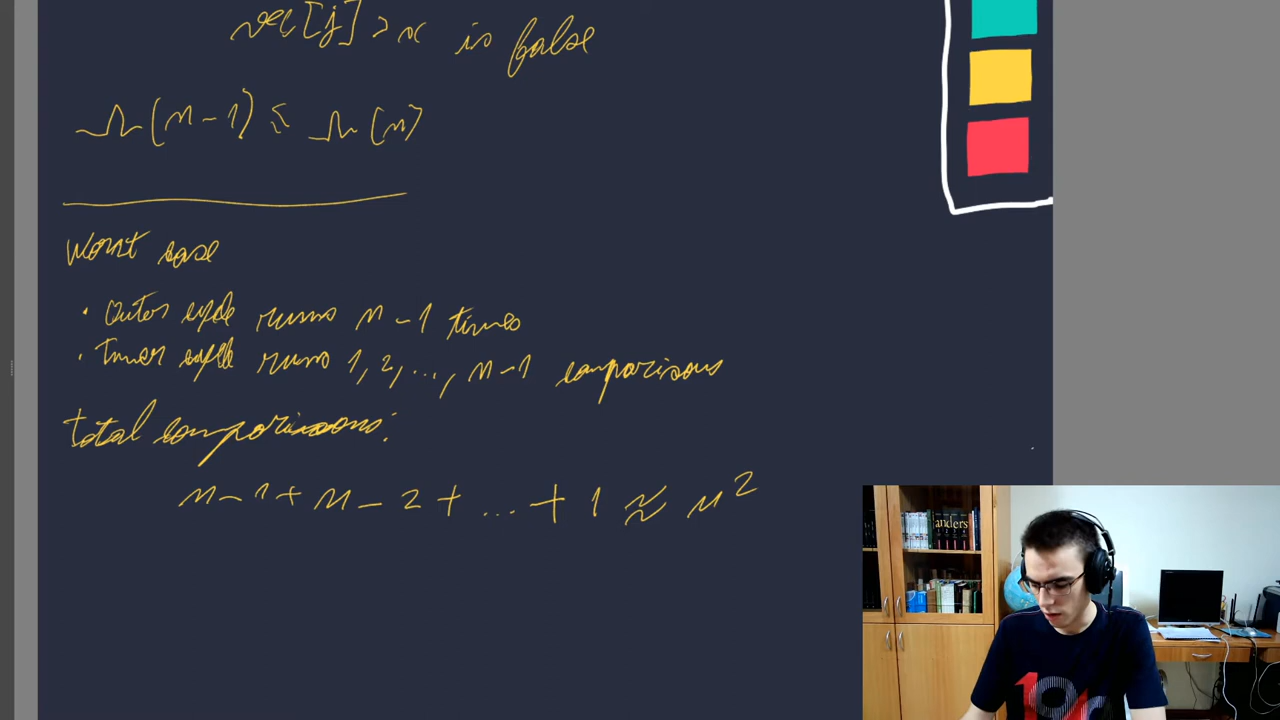 vec[j] > x is false
Ω(n-1) ≤ Ω(n)
Worst case
• Outer cycle runs n-1 times
• Inner cycle runs 1, 2, ..., n-1 comparisons
total comparisons:
n-1 + n-2 + ... + 1 ≈ n²
anders